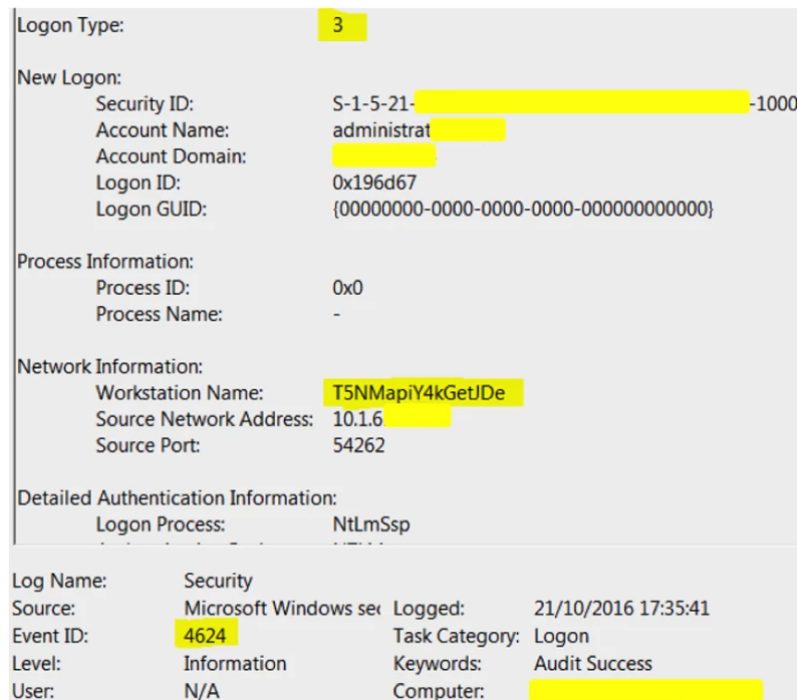 Logon Type: 3
New Logon:
Security ID: S-1-5-21- -1000
Account Name: administrat
Account Domain:
Logon ID: 0x196d67
Logon GUID: {00000000-0000-0000-0000-000000000000}
Process Information:
Process ID: 0x0
Process Name: -
Network Information:
Workstation Name: T5NMapiY4kGetJDe
Source Network Address: 10.1.6
Source Port: 54262
Detailed Authentication Information:
Logon Process: NtLmSsp
Log Name: Security
Source: Microsoft Windows sec Logged: 21/10/2016 17:35:41
Event ID: 4624 Task Category: Logon
Level: Information Keywords: Audit Success
User: N/A Computer: